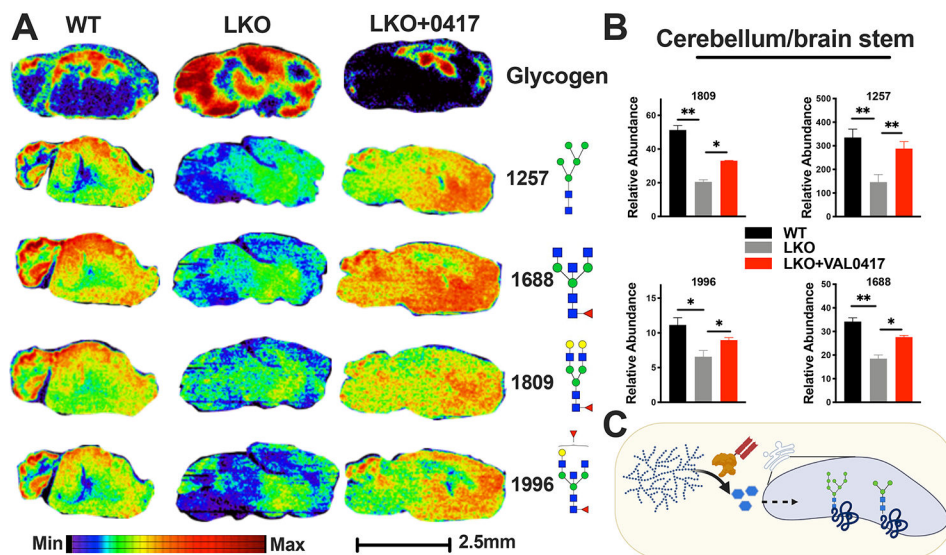 A
WT
LKO
LKO+0417
Glycogen
1257
1688
1809
1996
Min
Max
2.5mm
B
Cerebellum/brain stem
1809
Relative Abundance
60
40
20
0
**
*
1257
Relative Abundance
500
400
300
200
100
0
**
**
WT
LKO
LKO+VAL0417
1996
Relative Abundance
15
10
5
0
*
*
1688
Relative Abundance
50
40
30
20
10
0
**
*
C